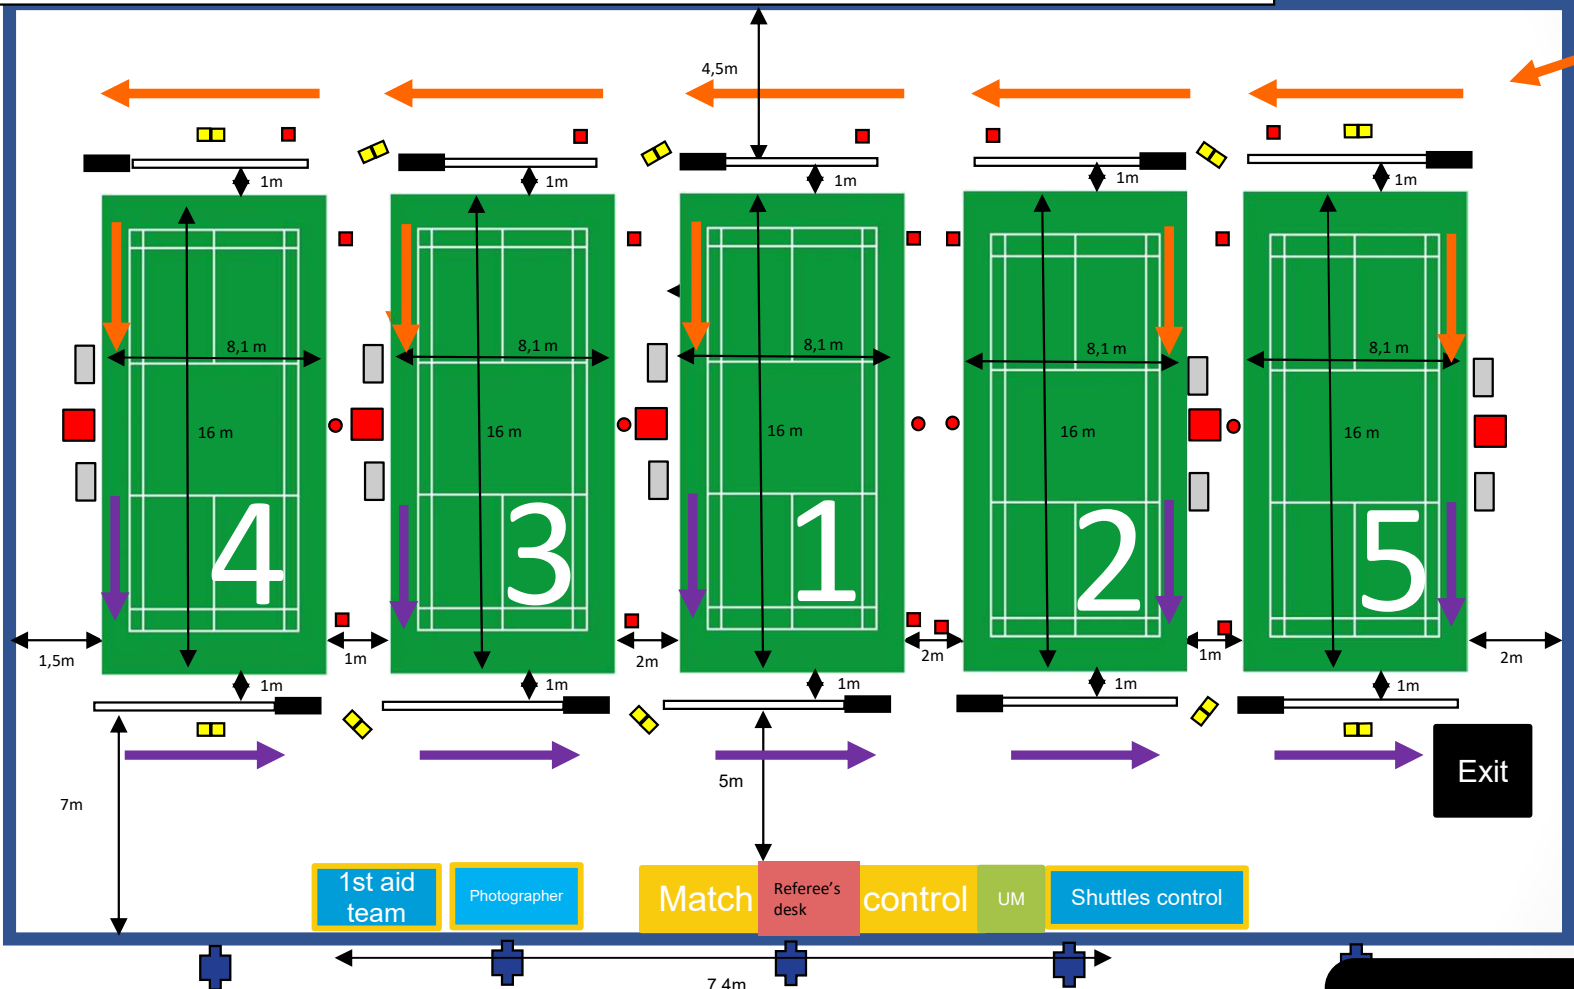 4,5m
1m
1m
1m
1m
1m
8,1 m
8,1 m
8,1 m
8,1 m
8,1 m
16 m
16 m
16 m
16 m
16 m
4
3
1
2
5
1,5m
1m
2m
2m
1m
2m
1m
1m
1m
1m
1m
7m
5m
Exit
1st aid
team
Photographer
Match
Referee's
desk
control
UM
Shuttles control
7,4m